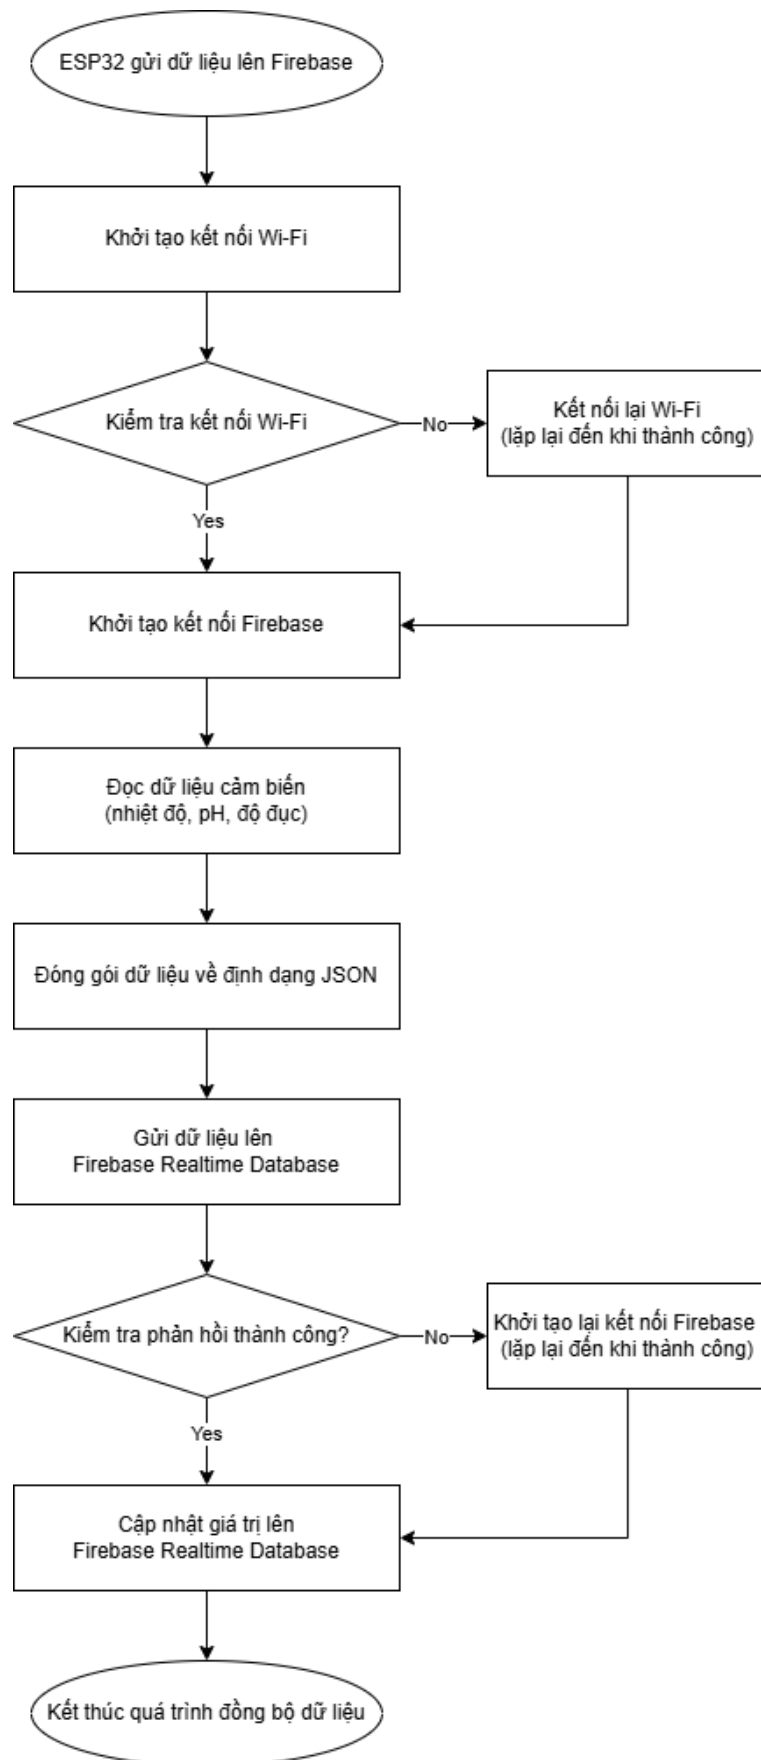 ESP32 gửi dữ liệu lên Firebase
Khởi tạo kết nối Wi-Fi
Kiểm tra kết nối Wi-Fi
No
Kết nối lại Wi-Fi
(lặp lại đến khi thành công)
Yes
Khởi tạo kết nối Firebase
Đọc dữ liệu cảm biến
(nhiệt độ, pH, độ đục)
Đóng gói dữ liệu về định dạng JSON
Gửi dữ liệu lên
Firebase Realtime Database
Kiểm tra phản hồi thành công?
No
Khởi tạo lại kết nối Firebase
(lặp lại đến khi thành công)
Yes
Cập nhật giá trị lên
Firebase Realtime Database
Kết thúc quá trình đồng bộ dữ liệu